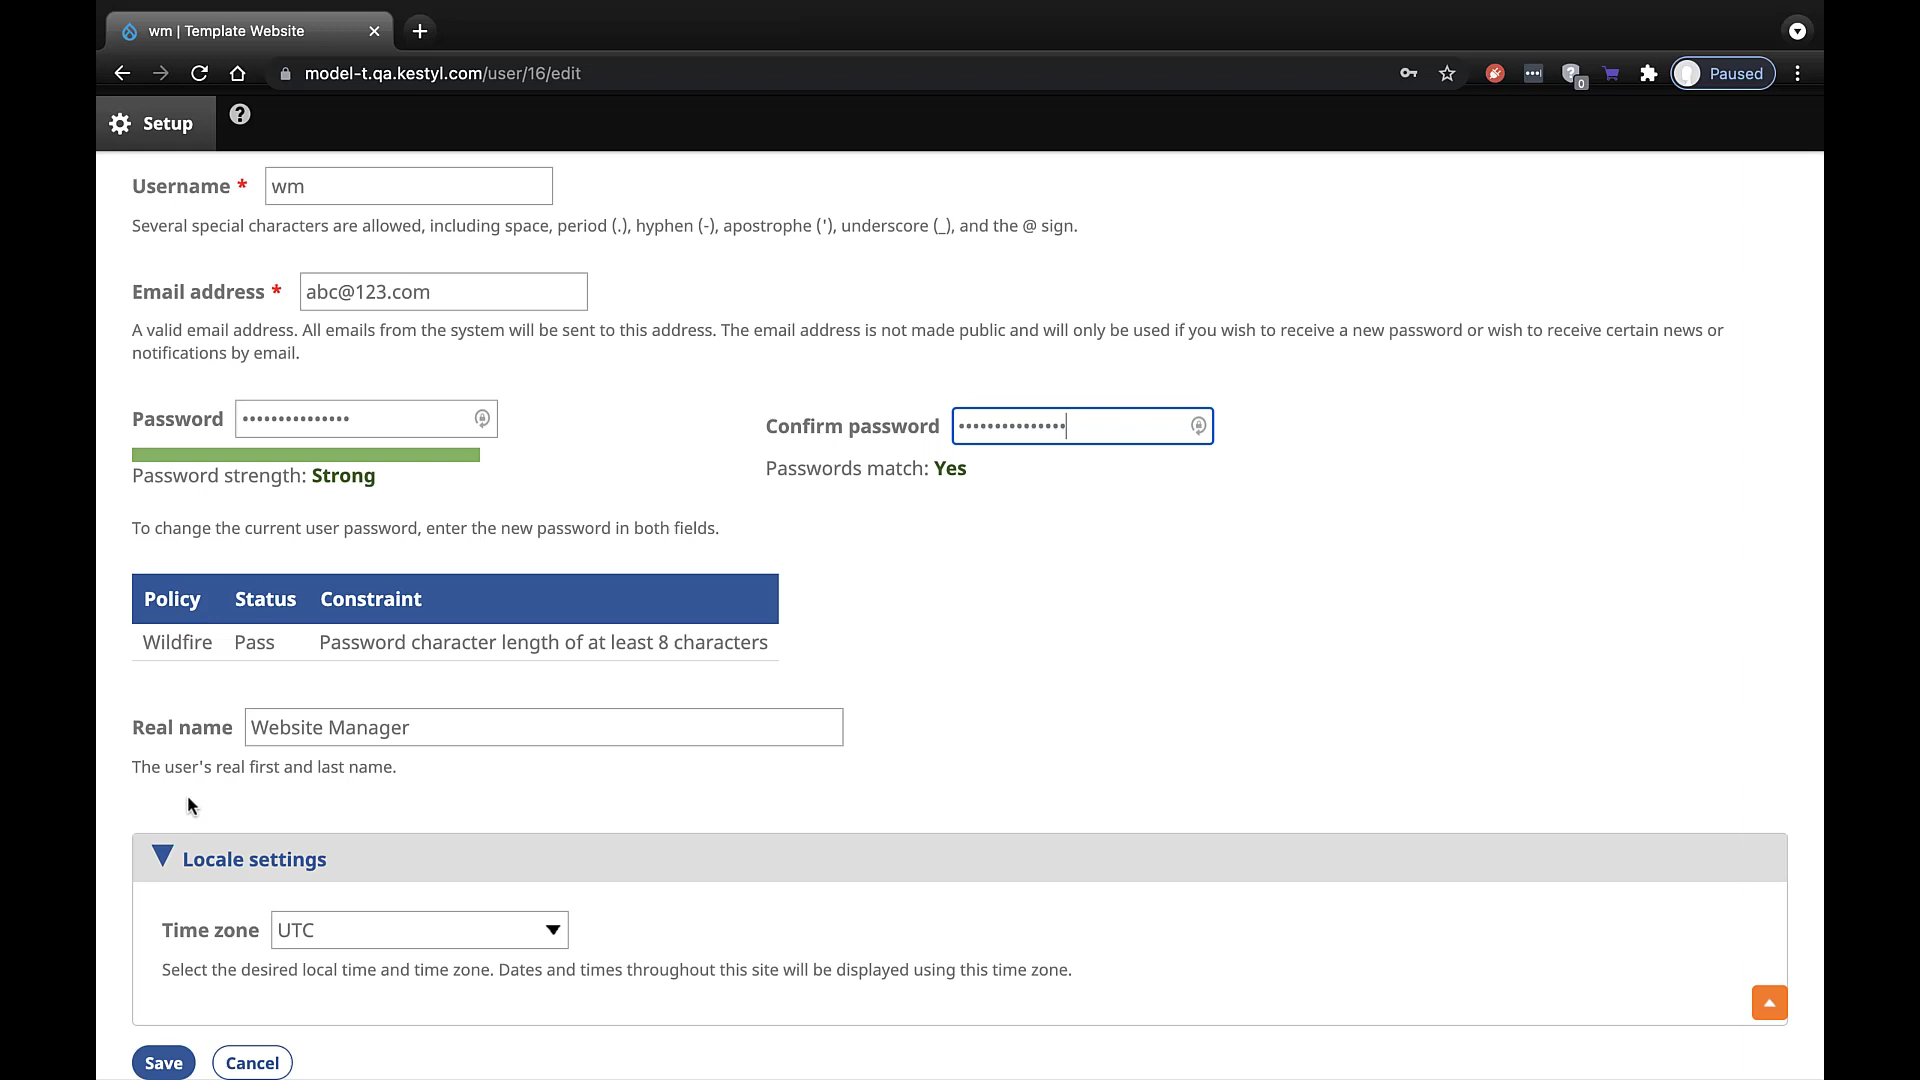 wm | Template Website
model-t.qa.kestyl.com/user/16/edit
0
Paused
Setup
Username *
wm
Several special characters are allowed, including space, period (.), hyphen (-), apostrophe ('), underscore (_), and the @ sign.
Email address *
abc@123.com
A valid email address. All emails from the system will be sent to this address. The email address is not made public and will only be used if you wish to receive a new password or wish to receive certain news or
notifications by email.
Password
•••••••••••••••
Confirm password
•••••••••••••••
Password strength: Strong
Passwords match: Yes
To change the current user password, enter the new password in both fields.
Policy Status Constraint
Wildfire Pass Password character length of at least 8 characters
Real name
Website Manager
The user's real first and last name.
Locale settings
Time zone
UTC
Select the desired local time and time zone. Dates and times throughout this site will be displayed using this time zone.
Save
Cancel